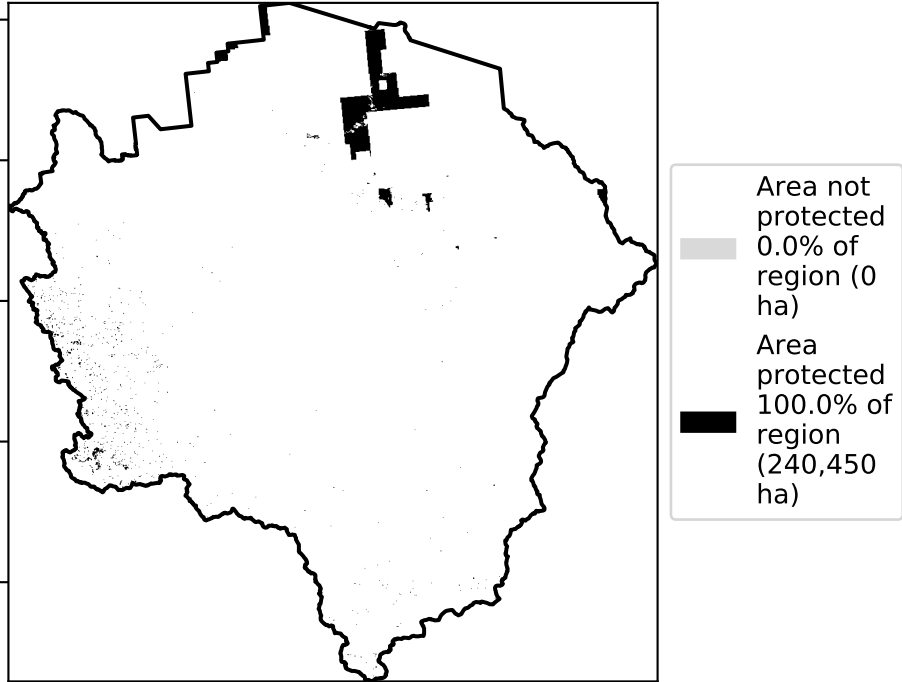 Area not
protected
0.0% of
region (0
ha)
Area
protected
100.0% of
region
(240,450
ha)